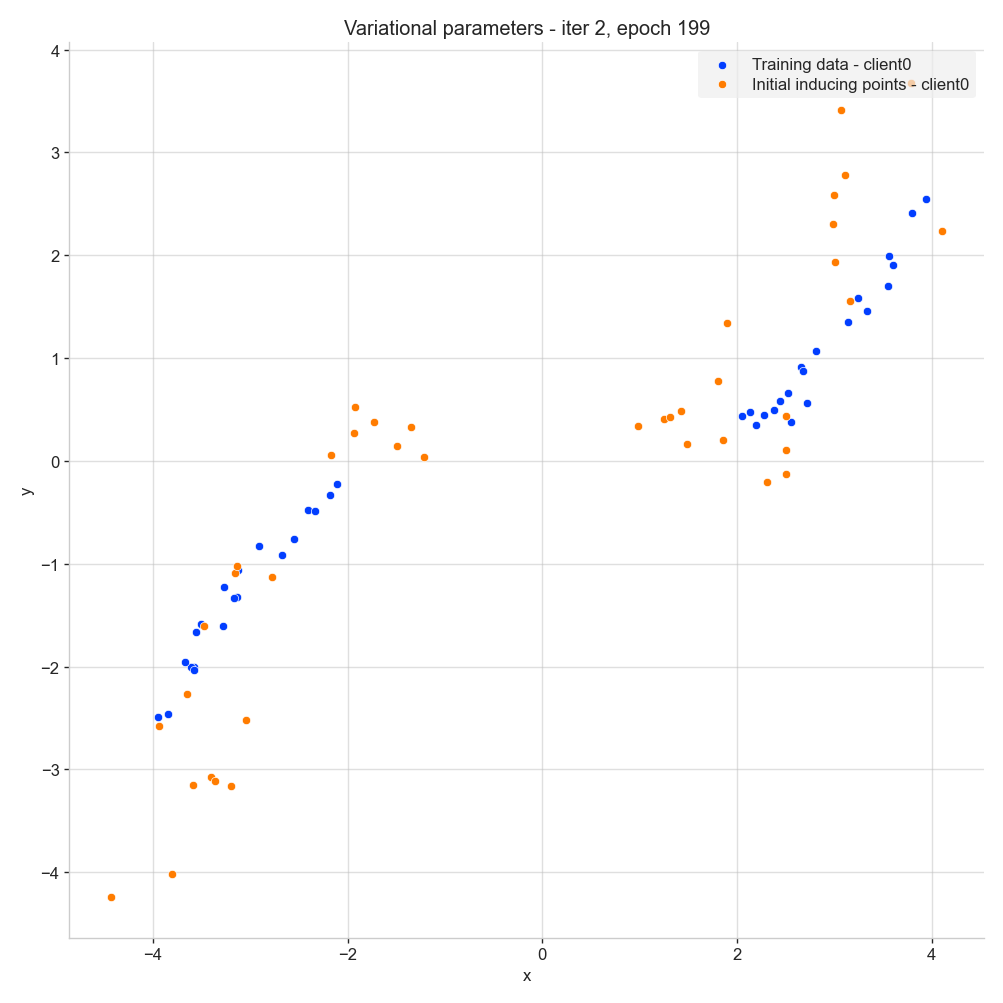 Variational parameters - iter 2, epoch 199
Training data - client0
Initial inducing points - client0
4
3
2
1
0
−1
−2
−3
−4
y
−4
−2
0
2
4
x